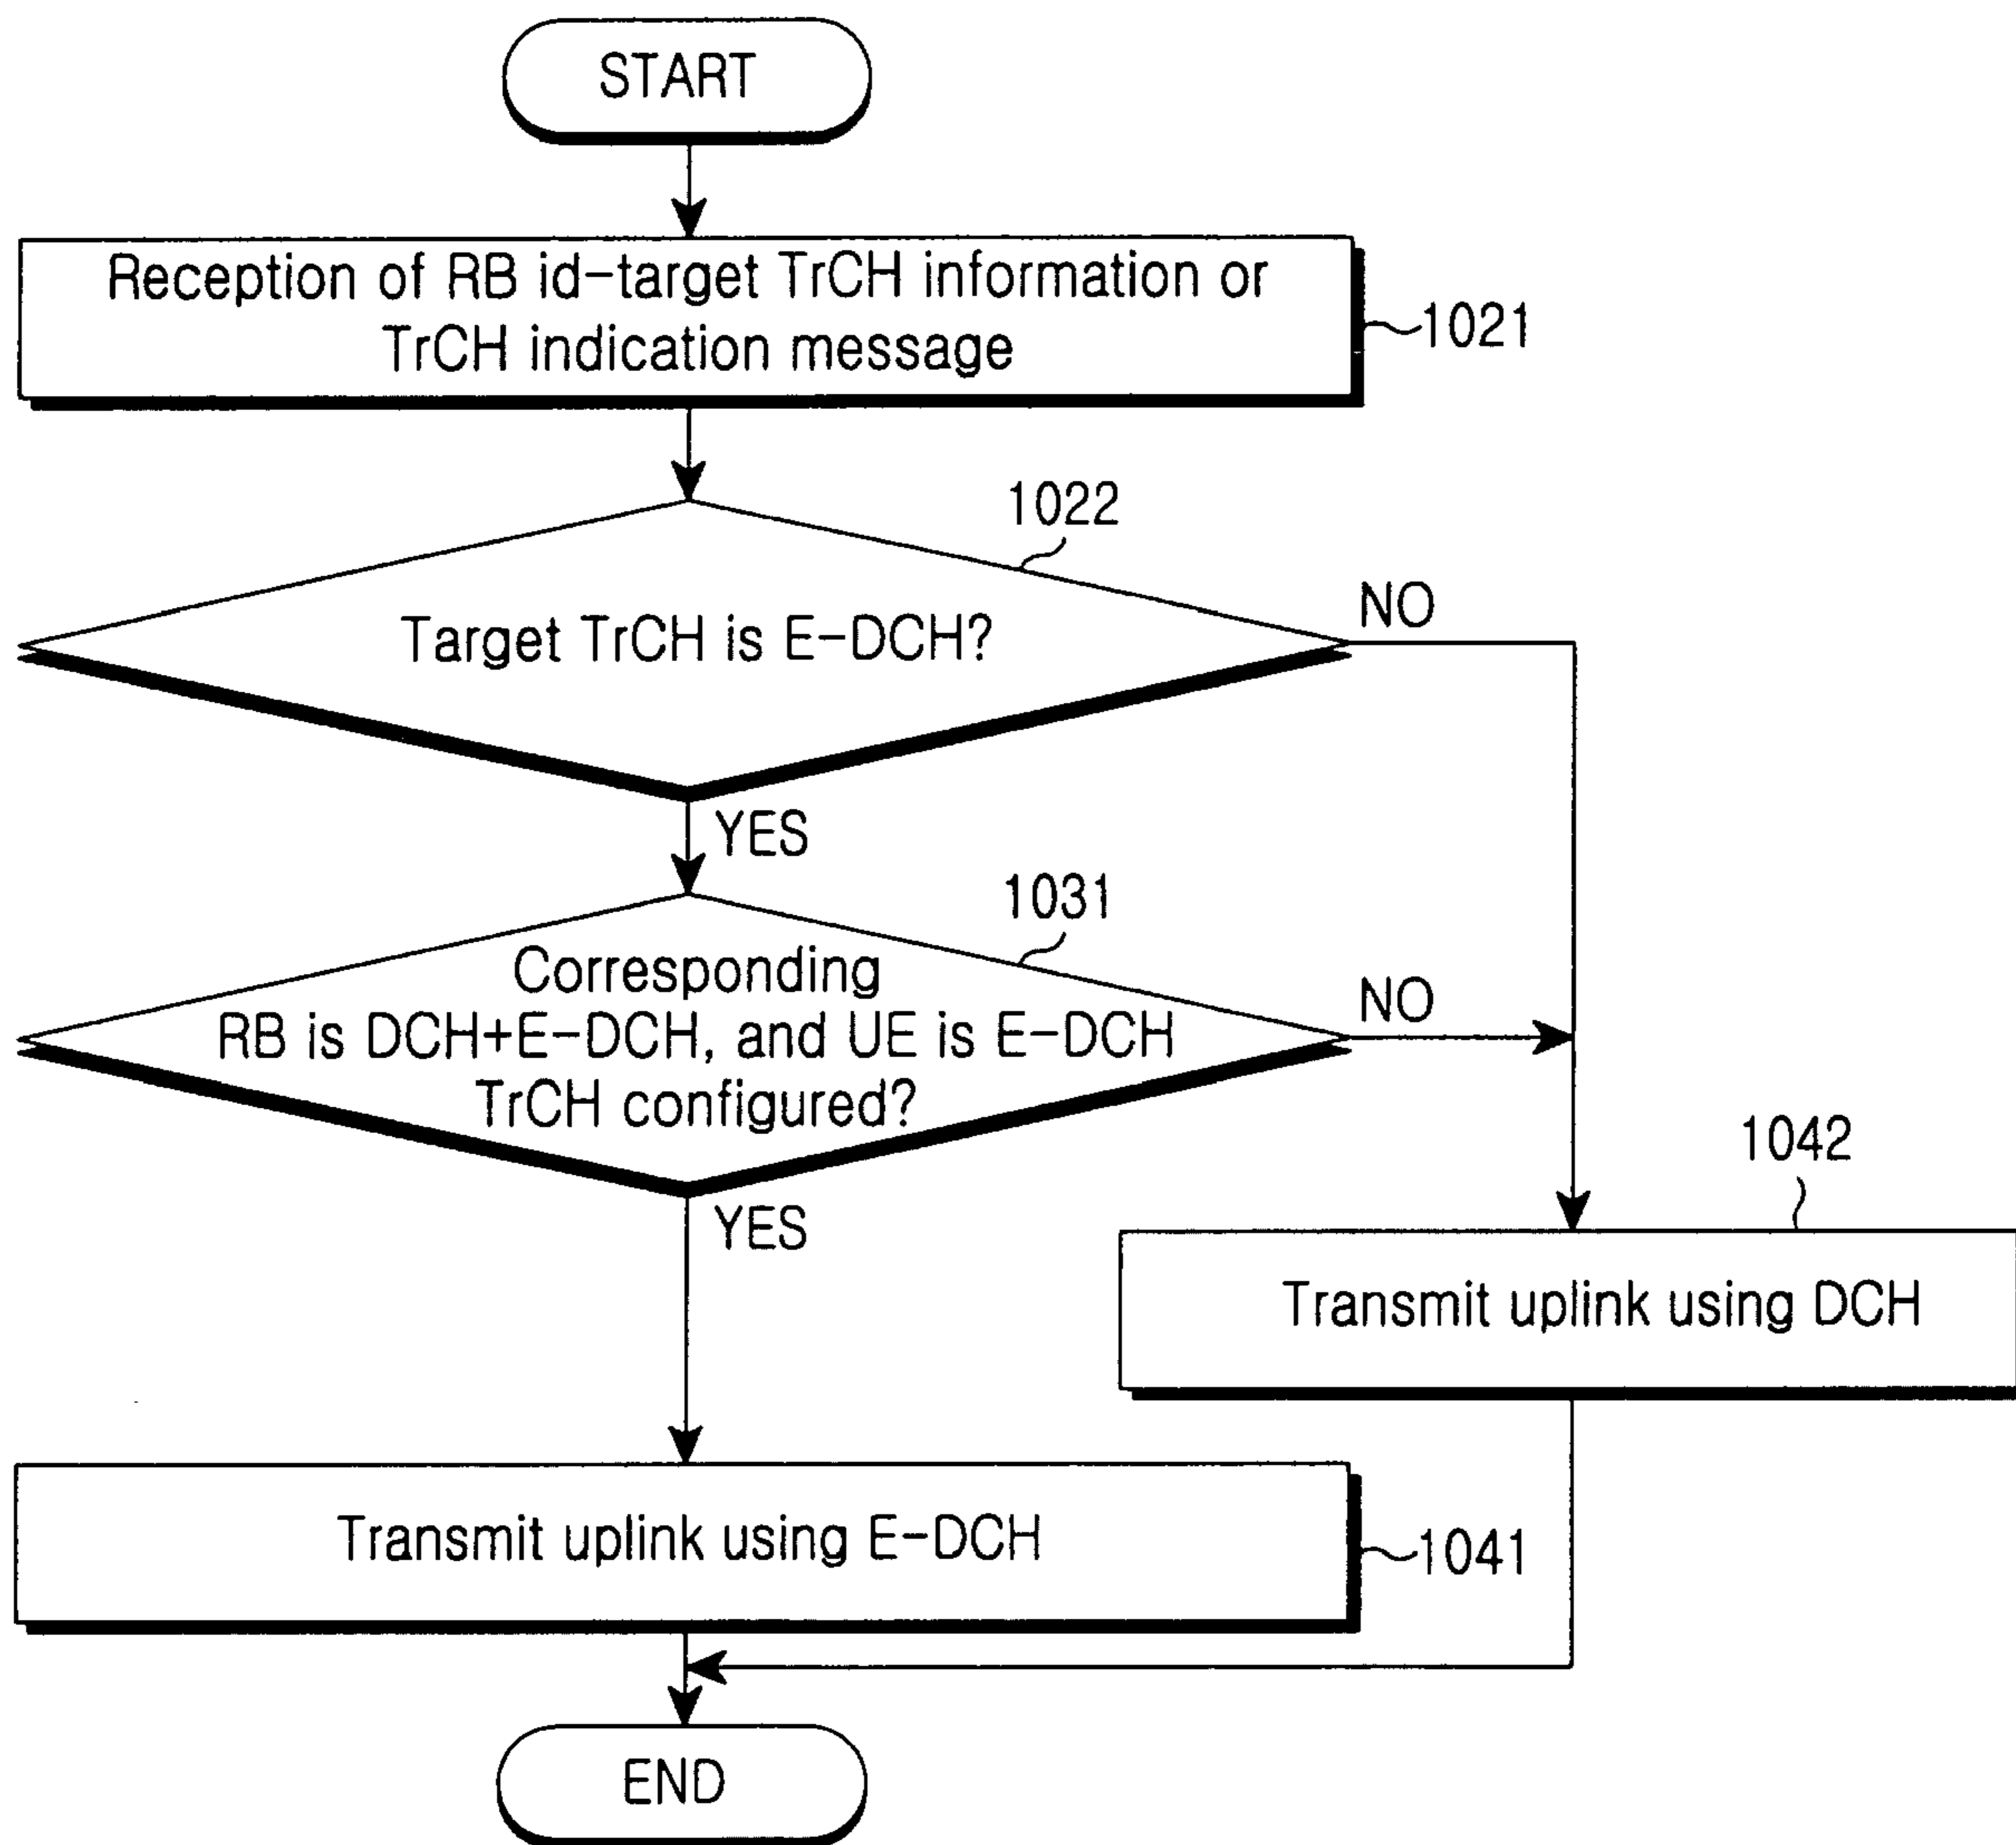 START
Reception of RB id-target TrCH information or
TrCH indication message
1021
1022
Target TrCH is E-DCH?
NO
YES
1031
Corresponding
RB is DCH+E-DCH, and UE is E-DCH
TrCH configured?
NO
YES
1042
Transmit uplink using DCH
Transmit uplink using E-DCH
1041
END